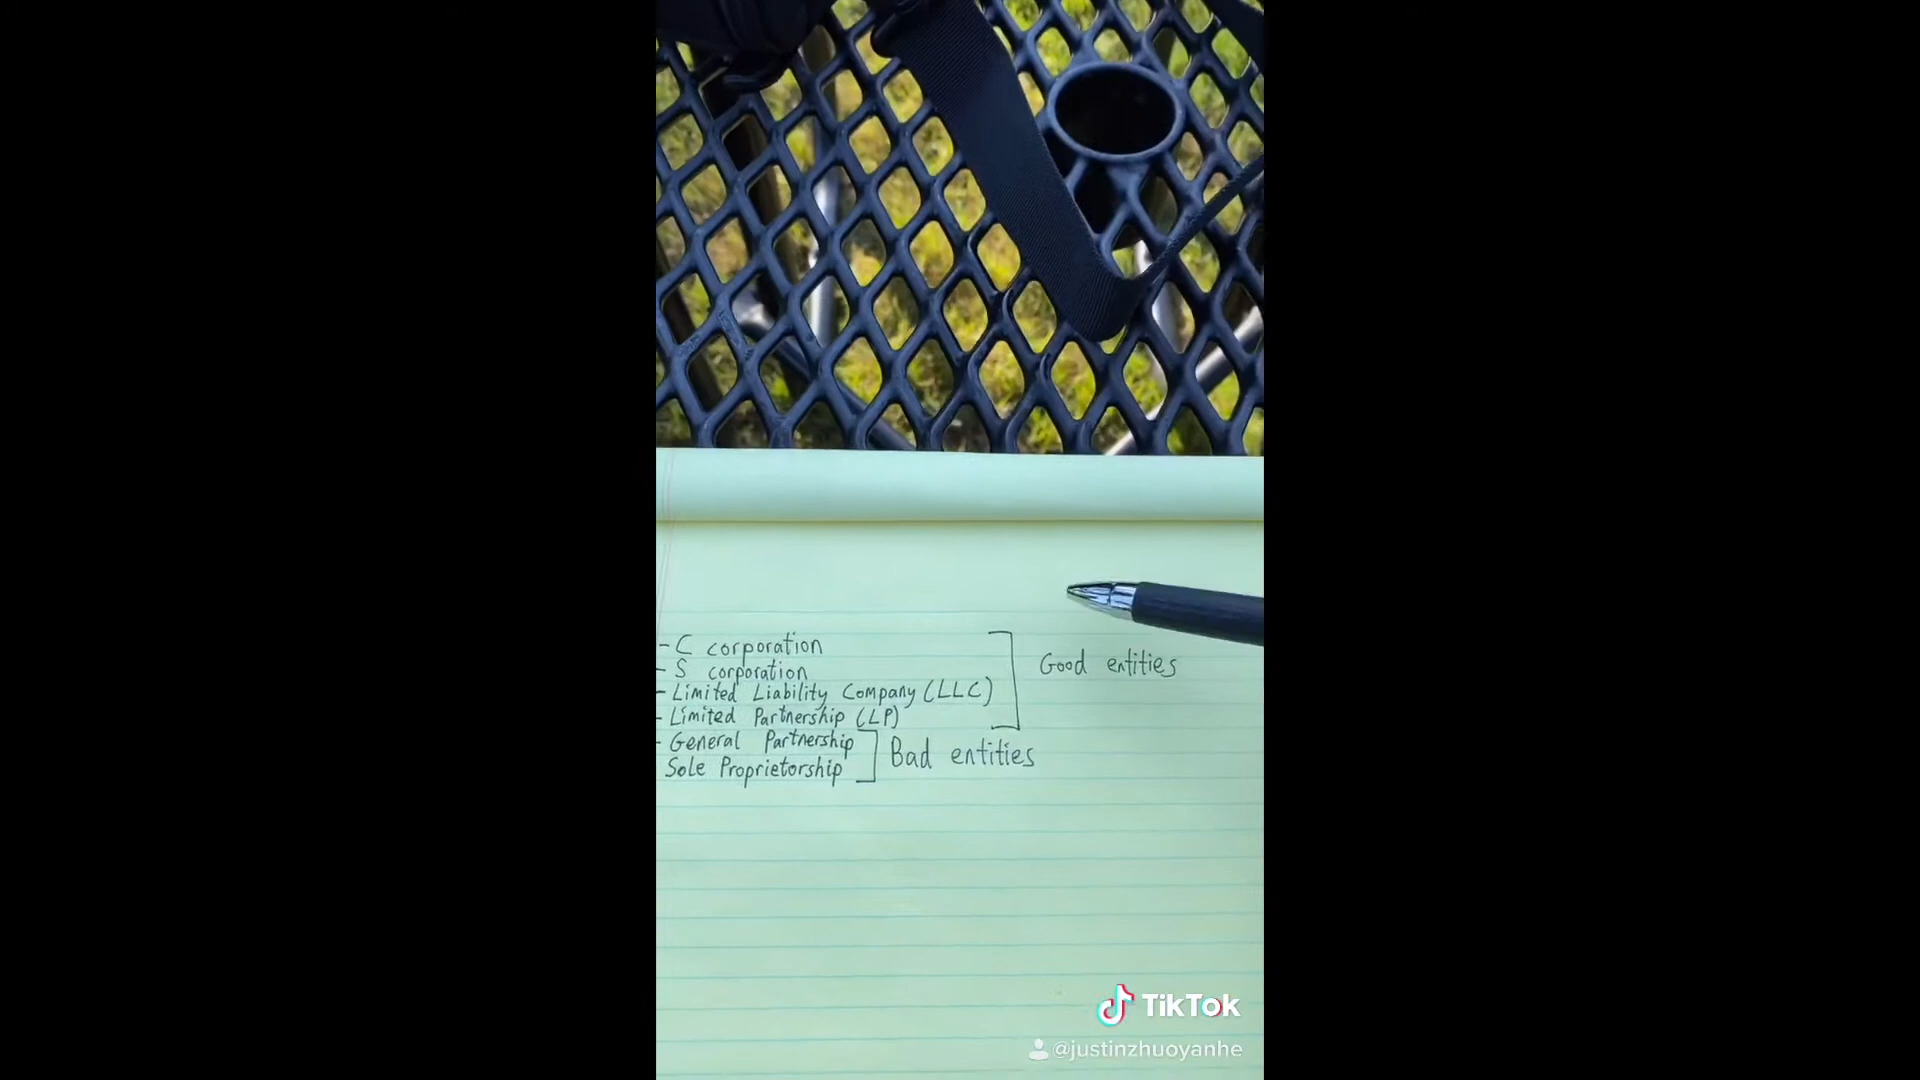 - C corporation
- S corporation
- Limited Liability Company (LLC)
- Limited Partnership (LP)
Good entities
- General Partnership
Sole Proprietorship
Bad entities
TikTok
@justinzhuoyanhe